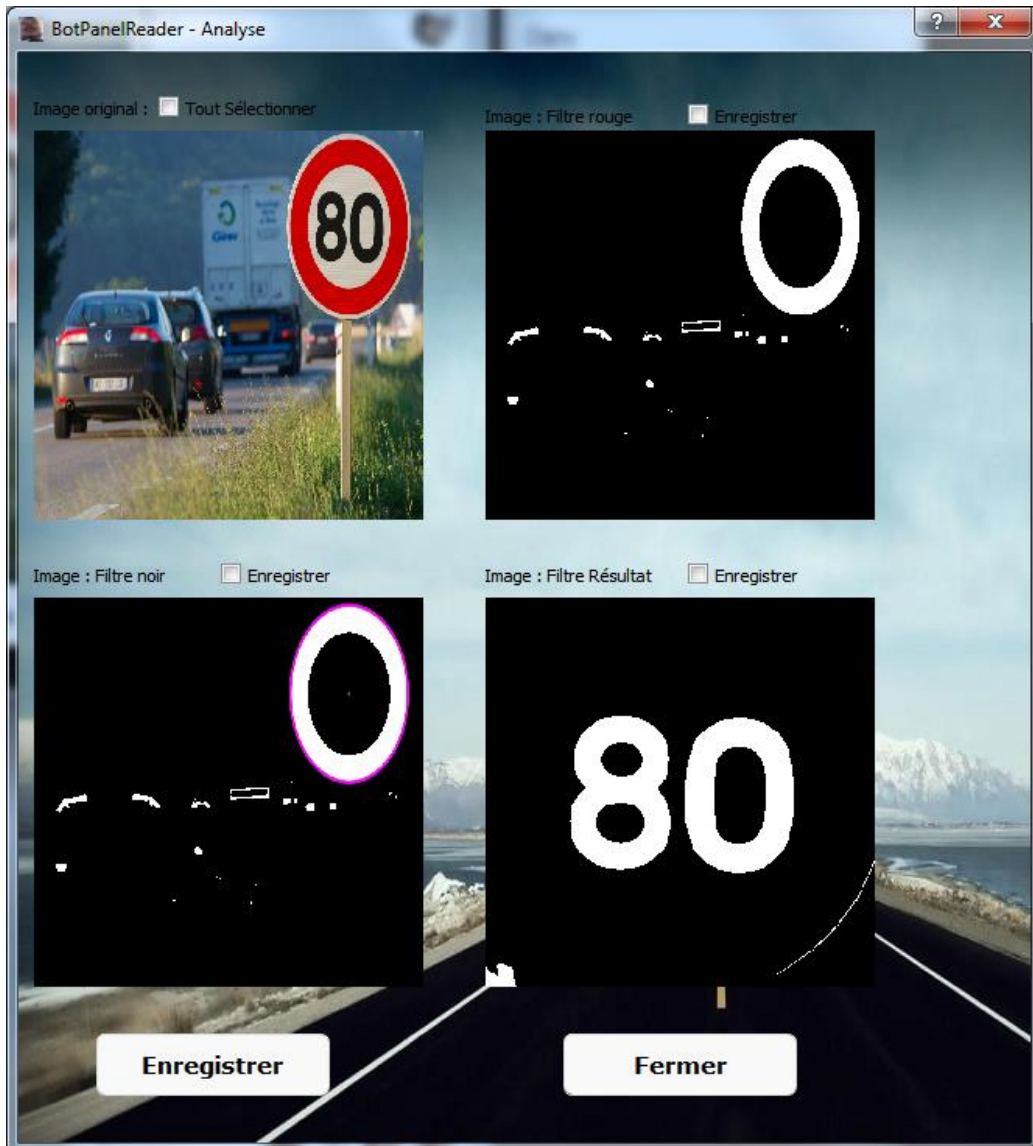 BotPanelReader - Analyse
Image original : Tout Sélectionner
Image : Filtre rouge Enregistrer
80
Girer
Image : Filtre noir Enregistrer
Image : Filtre Résultat Enregistrer
80
Enregistrer
Fermer